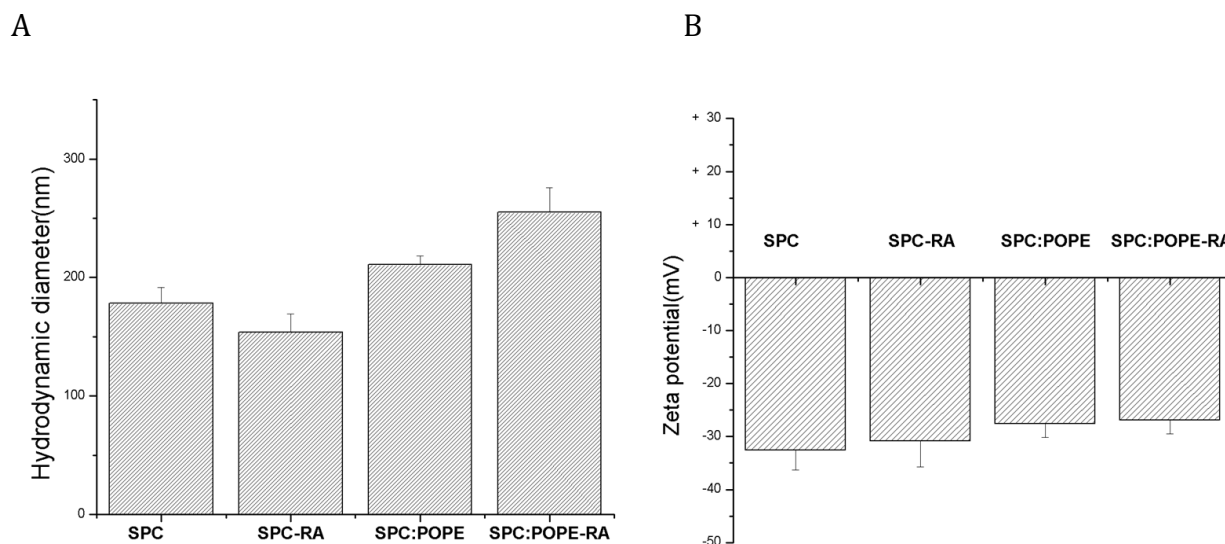 A
Hydrodynamic diameter(nm)
300
200
100
0
SPC SPC-RA SPC:POPE SPC:POPE-RA
B
Zeta potential(mV)
+ 30
+ 20
+ 10
0
-10
-20
-30
-40
-50
SPC SPC-RA SPC:POPE SPC:POPE-RA